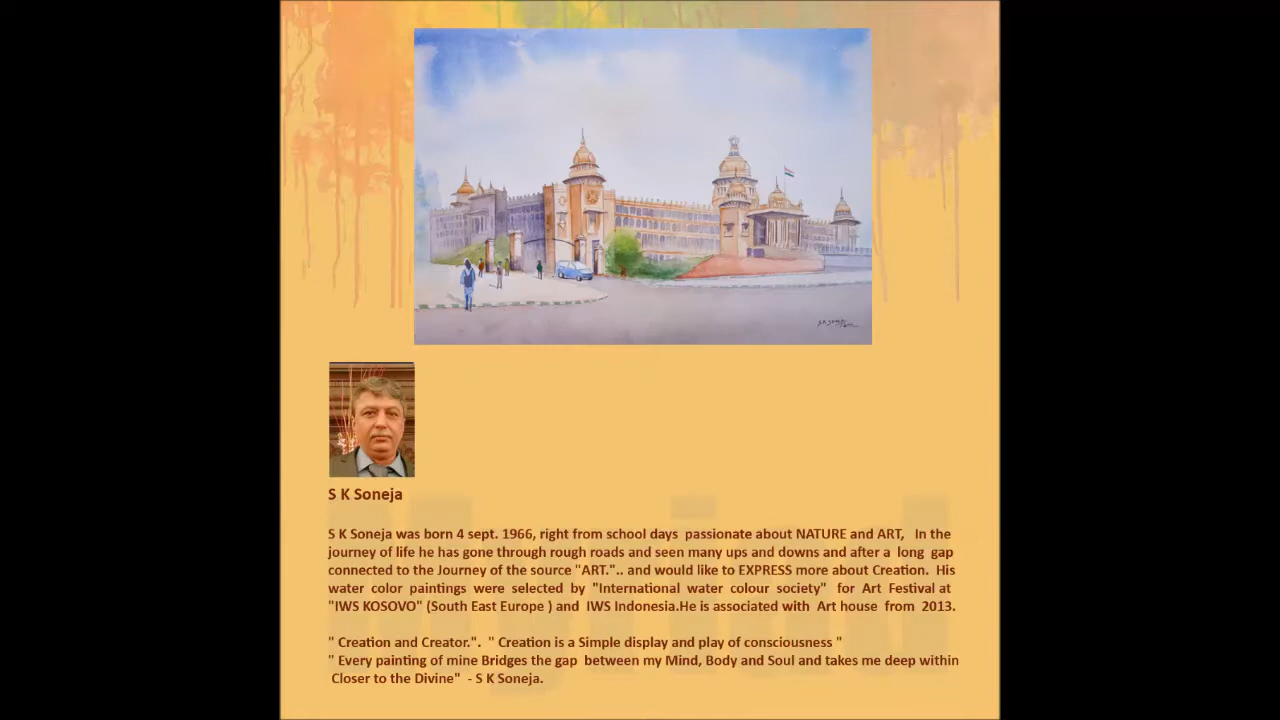 S K Soneja
S K Soneja was born 4 sept. 1966, right from school days passionate about NATURE and ART, In the
journey of life he has gone through rough roads and seen many ups and downs and after a long gap
connected to the Journey of the source "ART.".. and would like to EXPRESS more about Creation. His
water color paintings were selected by "International water colour society" for Art Festival at
"IWS KOSOVO" (South East Europe ) and IWS Indonesia.He is associated with Art house from 2013.
" Creation and Creator.". " Creation is a Simple display and play of consciousness "
" Every painting of mine Bridges the gap between my Mind, Body and Soul and takes me deep within
Closer to the Divine" - S K Soneja.